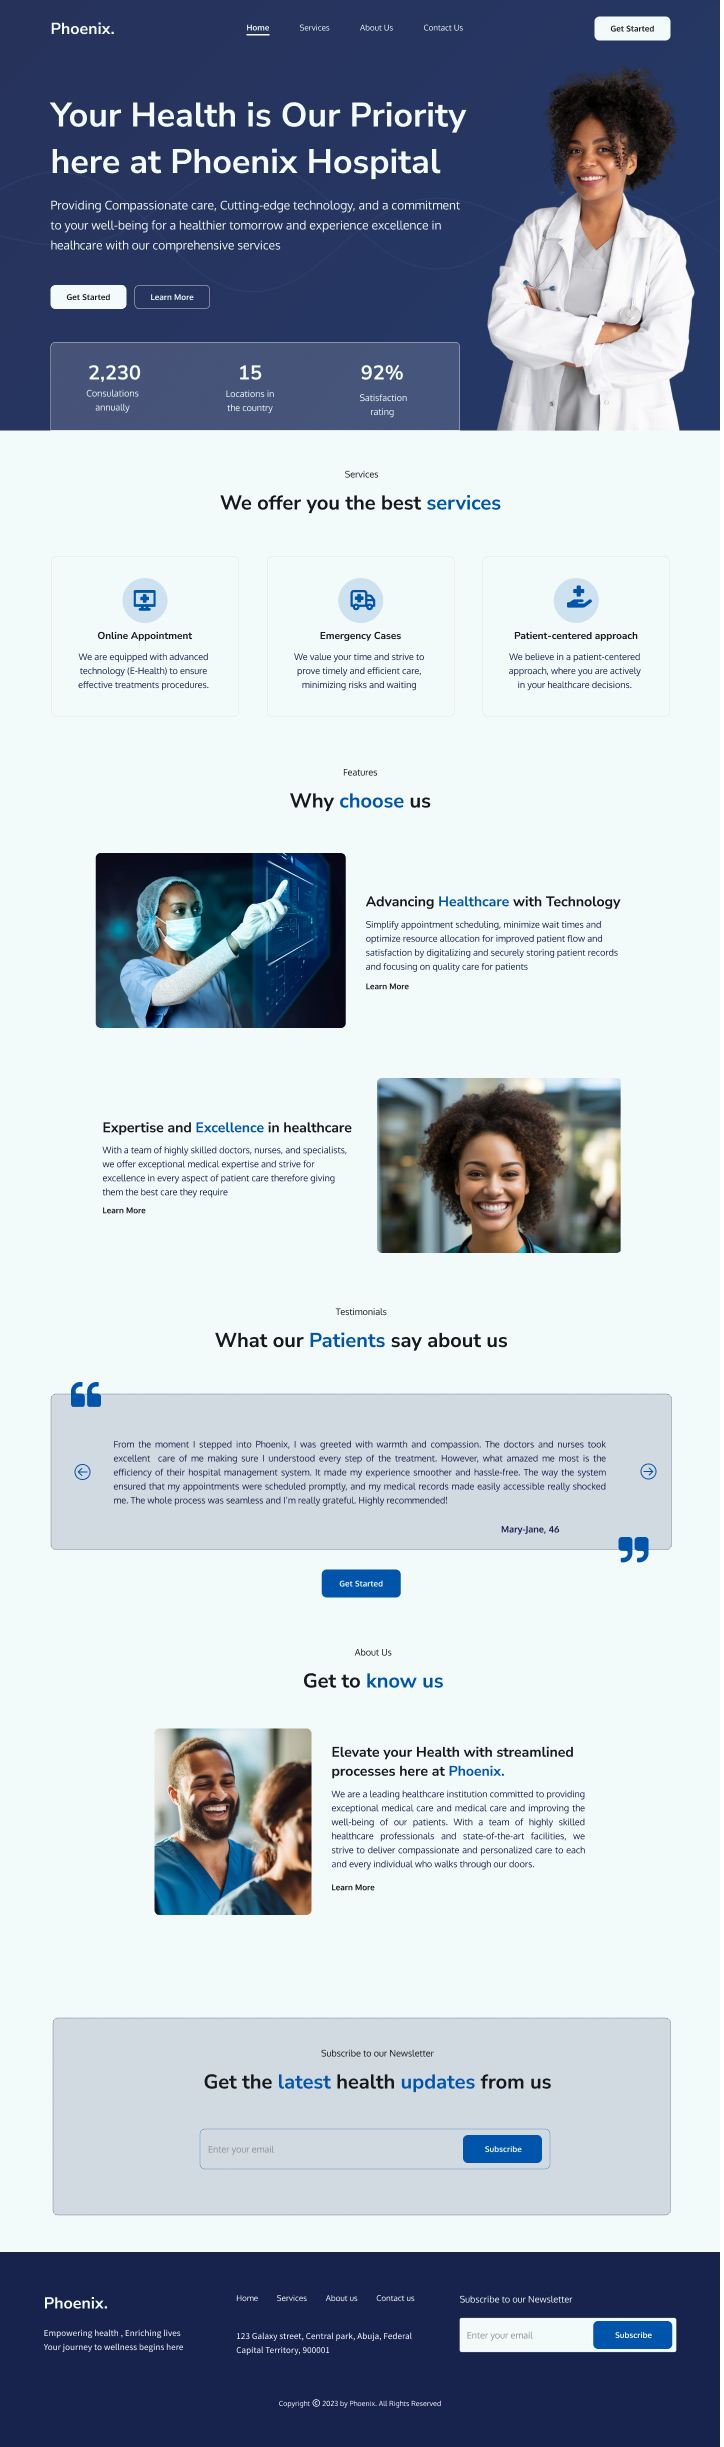 Phoenix.
Home Services About Us Contact Us
Get Started
Your Health is Our Priority
here at Phoenix Hospital
Providing Compassionate care, Cutting-edge technology, and a commitment
to your well-being for a healthier tomorrow and experience excellence in
healhcare with our comprehensive services
Get Started
Learn More
2,230
Consulations
annually
15
Locations in
the country
92%
Satisfaction
rating
Services
We offer you the best services
Online Appointment
We are equipped with advanced
technology (E-Health) to ensure
effective treatments procedures.
Emergency Cases
We value your time and strive to
prove timely and efficient care,
minimizing risks and waiting
Patient-centered approach
We believe in a patient-centered
approach, where you are actively
in your healthcare decisions.
Features
Why choose us
Advancing Healthcare with Technology
Simplify appointment scheduling, minimize wait times and
optimize resource allocation for improved patient flow and
satisfaction by digitalizing and securely storing patient records
and focusing on quality care for patients
Learn More
Expertise and Excellence in healthcare
With a team of highly skilled doctors, nurses, and specialists,
we offer exceptional medical expertise and strive for
excellence in every aspect of patient care therefore giving
them the best care they require
Learn More
Testimonials
What our Patients say about us
From the moment I stepped into Phoenix, I was greeted with warmth and compassion. The doctors and nurses took
excellent care of me making sure I understood every step of the treatment. However, what amazed me most is the
efficiency of their hospital management system. It made my experience smoother and hassle-free. The way the system
ensured that my appointments were scheduled promptly, and my medical records made easily accessible really shocked
me. The whole process was seamless and I'm really grateful. Highly recommended!
Mary-Jane, 46
Get Started
About Us
Get to know us
Elevate your Health with streamlined
processes here at Phoenix.
We are a leading healthcare institution committed to providing
exceptional medical care and medical care and improving the
well-being of our patients. With a team of highly skilled
healthcare professionals and state-of-the-art facilities, we
strive to deliver compassionate and personalized care to each
and every individual who walks through our doors.
Learn More
Subscribe to our Newsletter
Get the latest health updates from us
Enter your email
Subscribe
Phoenix.
Empowering health , Enriching lives
Your journey to wellness begins here
Home Services About us Contact us
123 Galaxy street, Central park, Abuja, Federal
Capital Territory, 900001
Subscribe to our Newsletter
Enter your email
Subscribe
Copyright © 2023 by Phoenix. All Rights Reserved